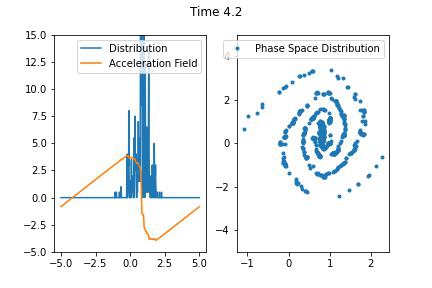 Time 4.2
Distribution
Acceleration Field
15.0
12.5
10.0
7.5
5.0
2.5
0.0
−2.5
−5.0
−5.0 −2.5 0.0 2.5 5.0
Phase Space Distribution
4
2
0
−2
−4
−1 0 1 2